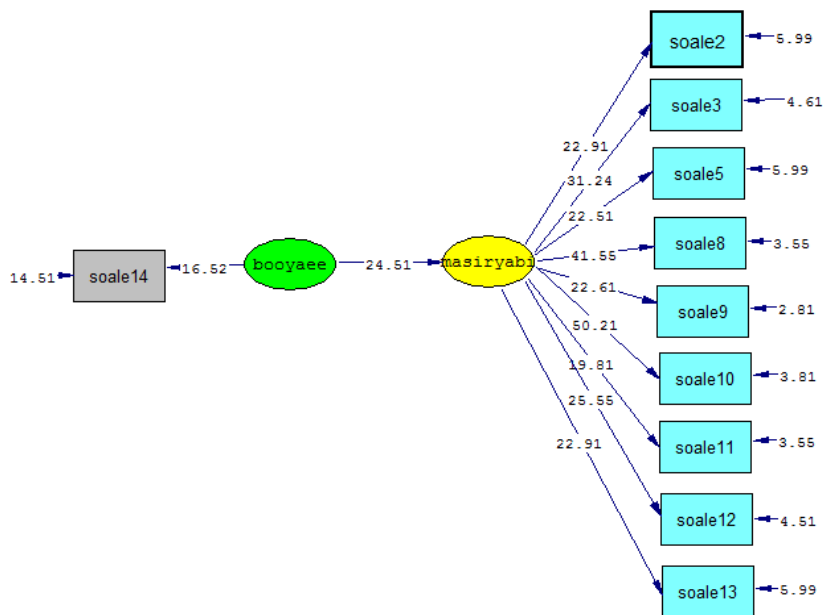 soale2
5.99
soale3
4.61
22.91
31.24
soale5
5.99
22.51
soale8
3.55
41.55
14.51
soale14
16.52
booyaee
24.51
masiryabi
22.61
soale9
2.81
50.21
soale10
3.81
19.81
25.55
soale11
3.55
22.91
soale12
4.51
soale13
5.99